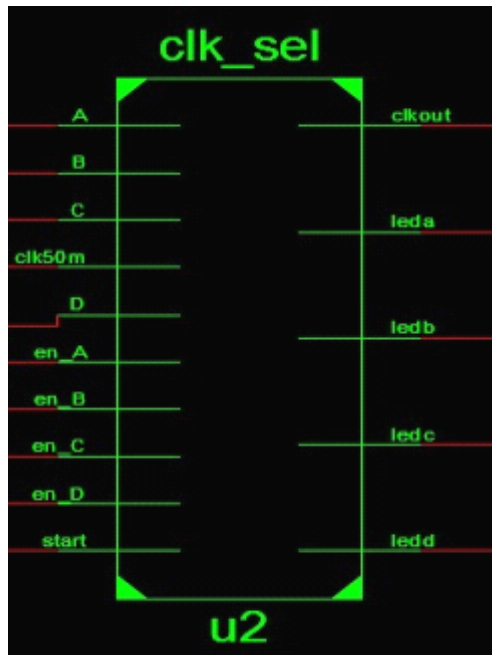 clk_sel
A
clkout
B
C
leda
clk50m
D
ledb
en_A
en_B
en_C
ledc
en_D
start
ledd
u2